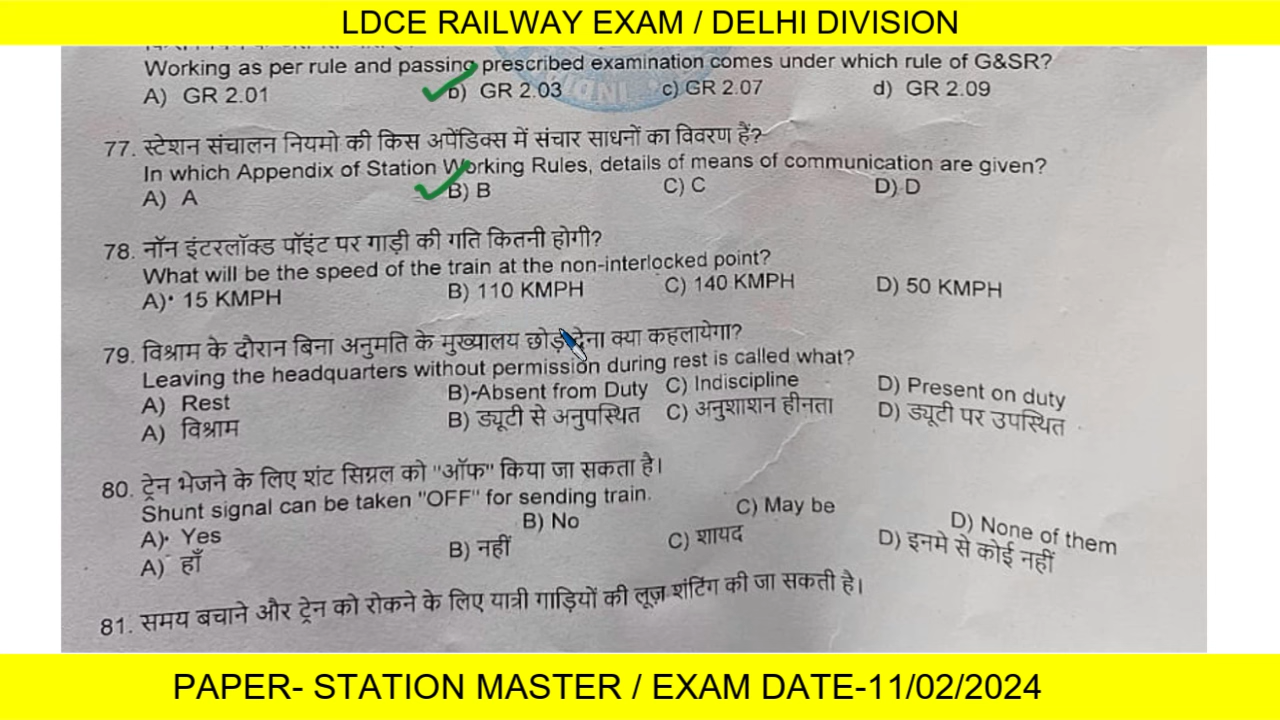 LDCE RAILWAY EXAM / DELHI DIVISION
Working as per rule and passing prescribed examination comes under which rule of G&SR?
A) GR 2.01 b) GR 2.03 c) GR 2.07 d) GR 2.09
77. स्टेशन संचालन नियमो की किस अपेंडिक्स में संचार साधनों का विवरण हैं?
In which Appendix of Station Working Rules, details of means of communication are given?
A) A B) B C) C D) D
78. नॉन इंटरलॉक्ड पॉइंट पर गाड़ी की गति कितनी होगी?
What will be the speed of the train at the non-interlocked point?
A) 15 KMPH B) 110 KMPH C) 140 KMPH D) 50 KMPH
79. विश्राम के दौरान बिना अनुमति के मुख्यालय छोड़ देना क्या कहलायेगा?
Leaving the headquarters without permission during rest is called what?
A) Rest B) Absent from Duty C) Indiscipline D) Present on duty
A) विश्राम B) ड्यूटी से अनुपस्थित C) अनुशाशन हीनता D) ड्यूटी पर उपस्थित
80. ट्रेन भेजने के लिए शंट सिग्नल को "ऑफ" किया जा सकता है।
Shunt signal can be taken "OFF" for sending train.
A) Yes B) No C) May be D) None of them
A) हाँ B) नहीं C) शायद D) इनमे से कोई नहीं
81. समय बचाने और ट्रेन को रोकने के लिए यात्री गाड़ियों की लूज़ शंटिंग की जा सकती है।
PAPER- STATION MASTER / EXAM DATE-11/02/2024